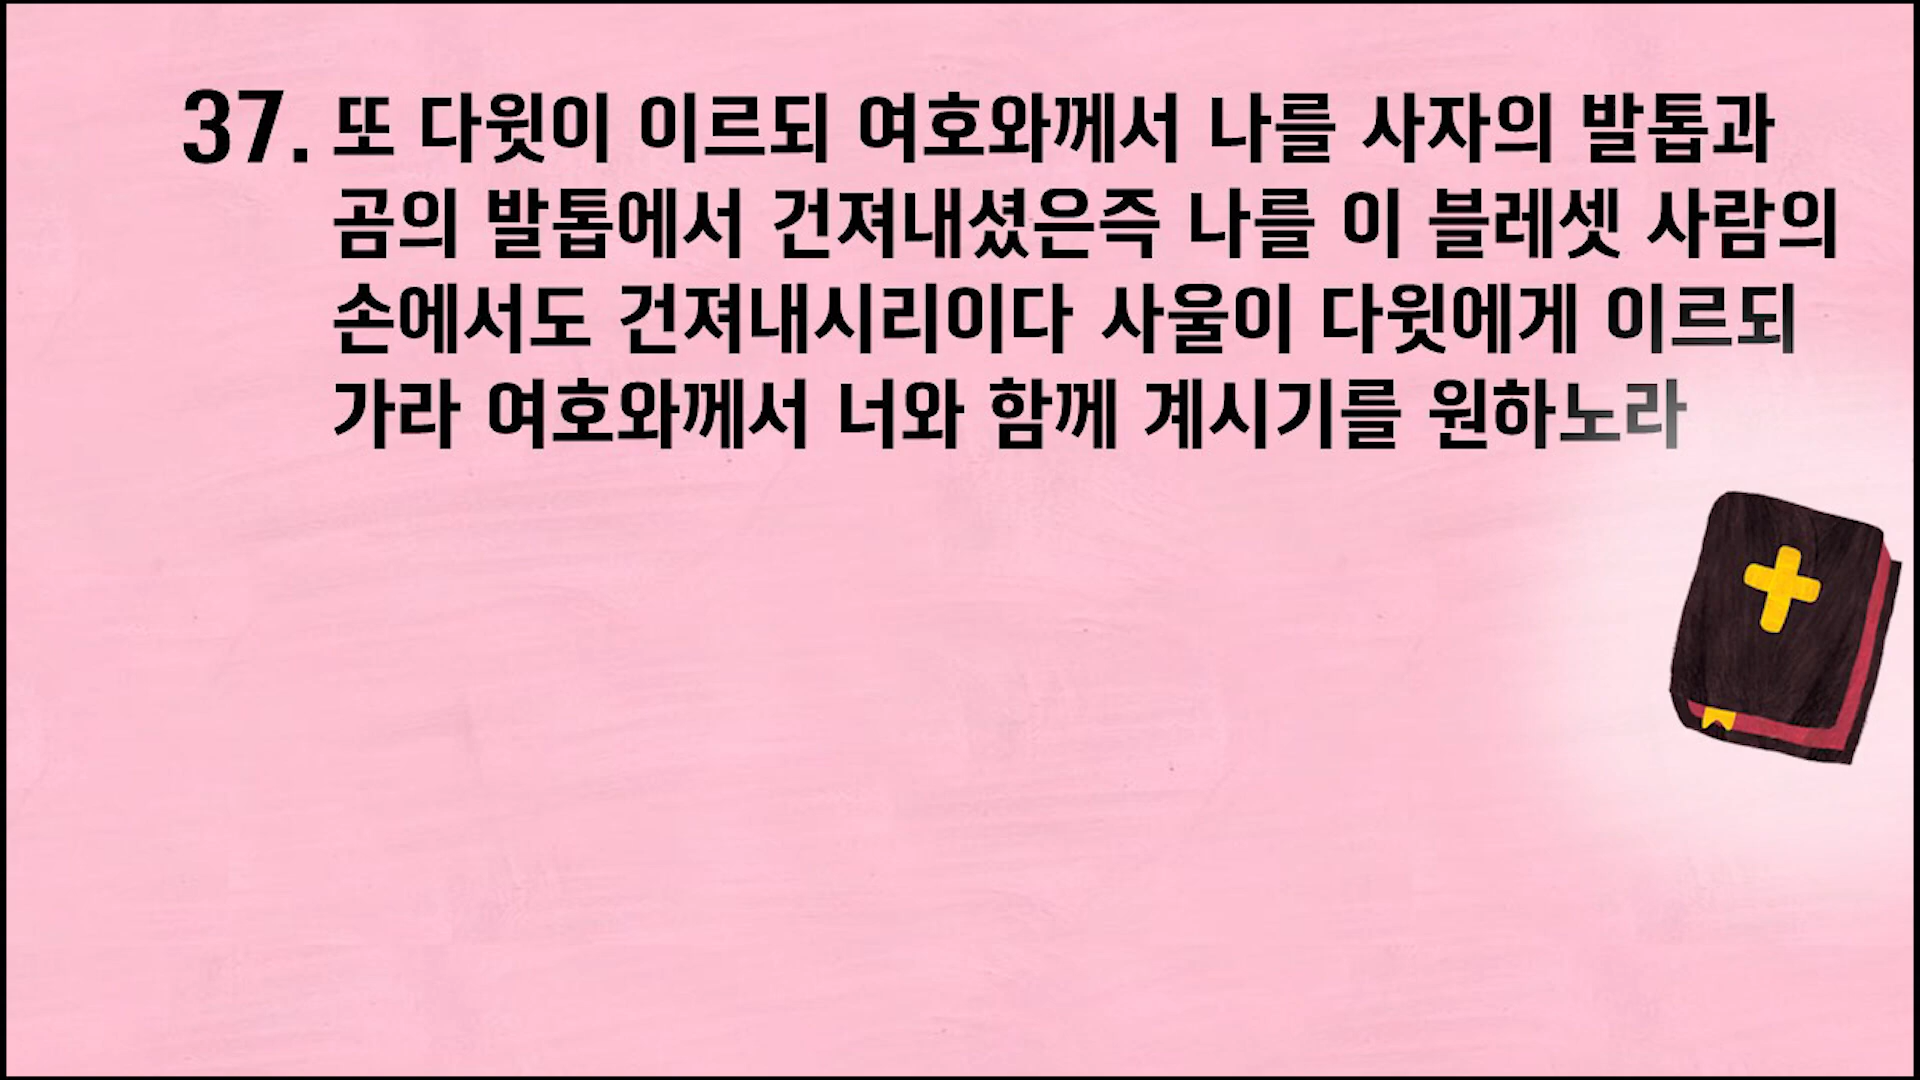 37. 또 다윗이 이르되 여호와께서 나를 사자의 발톱과
곰의 발톱에서 건져내셨은즉 나를 이 블레셋 사람의
손에서도 건져내시리이다 사울이 다윗에게 이르되
가라 여호와께서 너와 함께 계시기를 원하노라